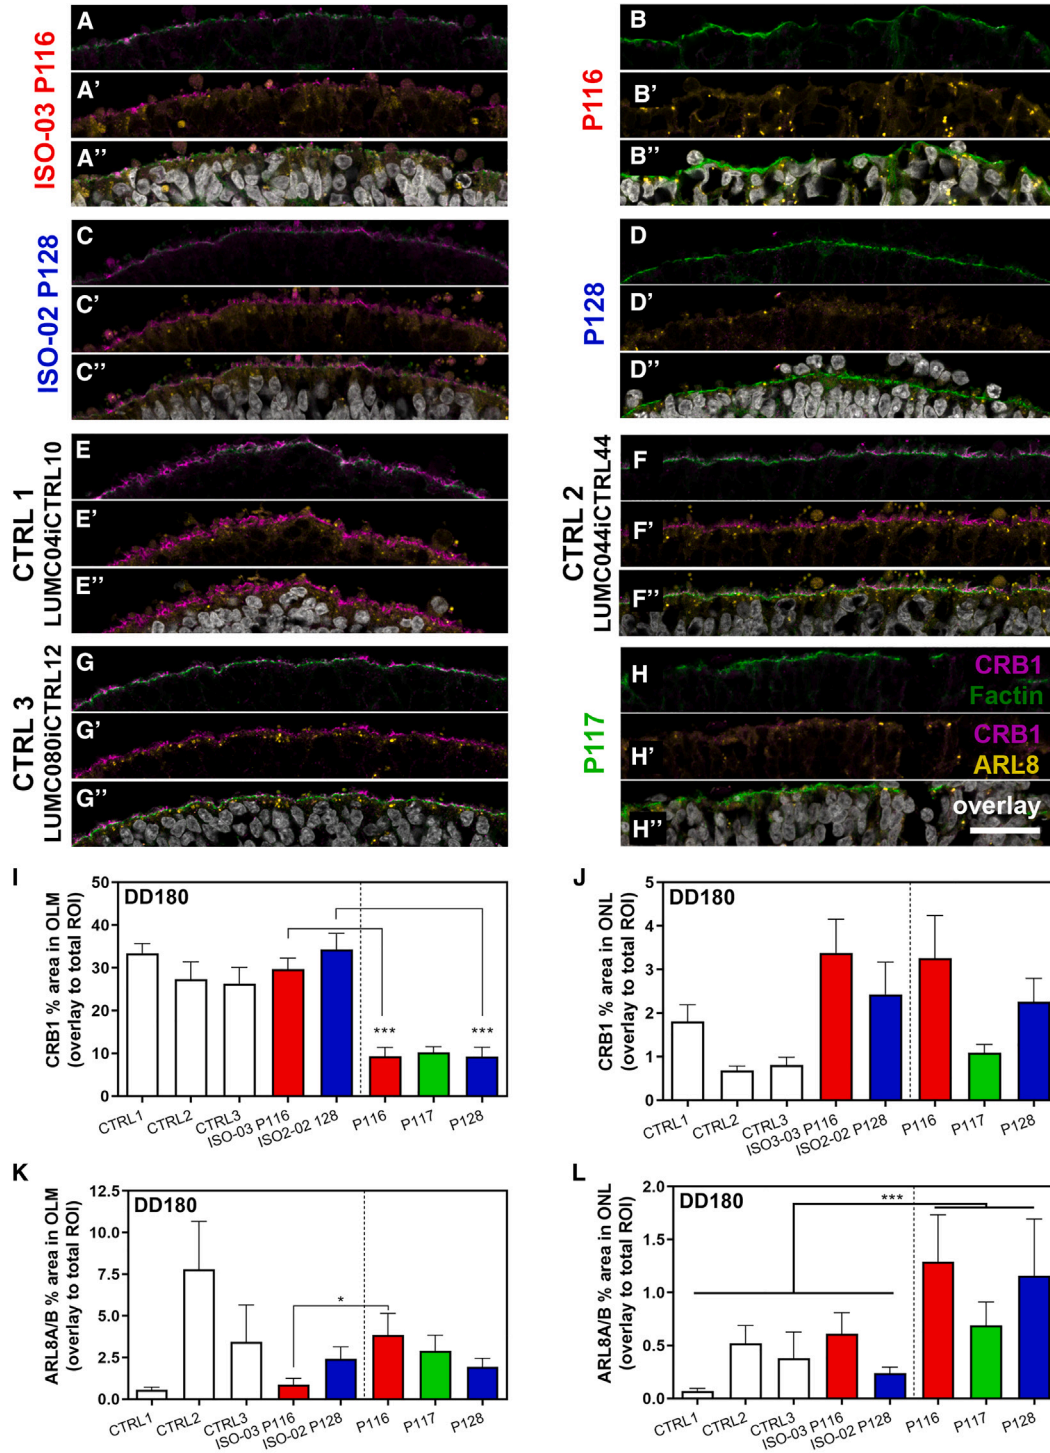 ISO-03 P116
A
A'
A''
P116
B
B'
B''
ISO-02 P128
C
C'
C''
P128
D
D'
D''
CTRL 1
LUMC04iCTRL10
E
E'
E''
CTRL 2
LUMC044iCTRL44
F
F'
F''
CTRL 3
LUMC080iCTRL12
G
G'
G''
P117
H
CRB1
Factin
H'
CRB1
ARL8
H''
overlay
I
DD180
CRB1 % area in OLM
(overlay to total ROI)
50
40
30
20
10
0
***
***
CTRL1
CTRL2
CTRL3
ISO-03 P116
ISO2-02 128
P116
P117
P128
J
DD180
CRB1 % area in ONL
(overlay to total ROI)
5
4
3
2
1
0
CTRL1
CTRL2
CTRL3
ISO3-03 P116
ISO2-02 P128
P116
P117
P128
K
DD180
ARL8A/B % area in OLM
(overlay to total ROI)
12.5
10.0
7.5
5.0
2.5
0.0
*
CTRL1
CTRL2
CTRL3
ISO-03 P116
ISO-02 P128
P116
P117
P128
L
DD180
ARL8A/B % area in ONL
(overlay to total ROI)
2.0
1.5
1.0
0.5
0.0
***
CTRL1
CTRL2
CTRL3
ISO-03 P116
ISO-02 P128
P116
P117
P128